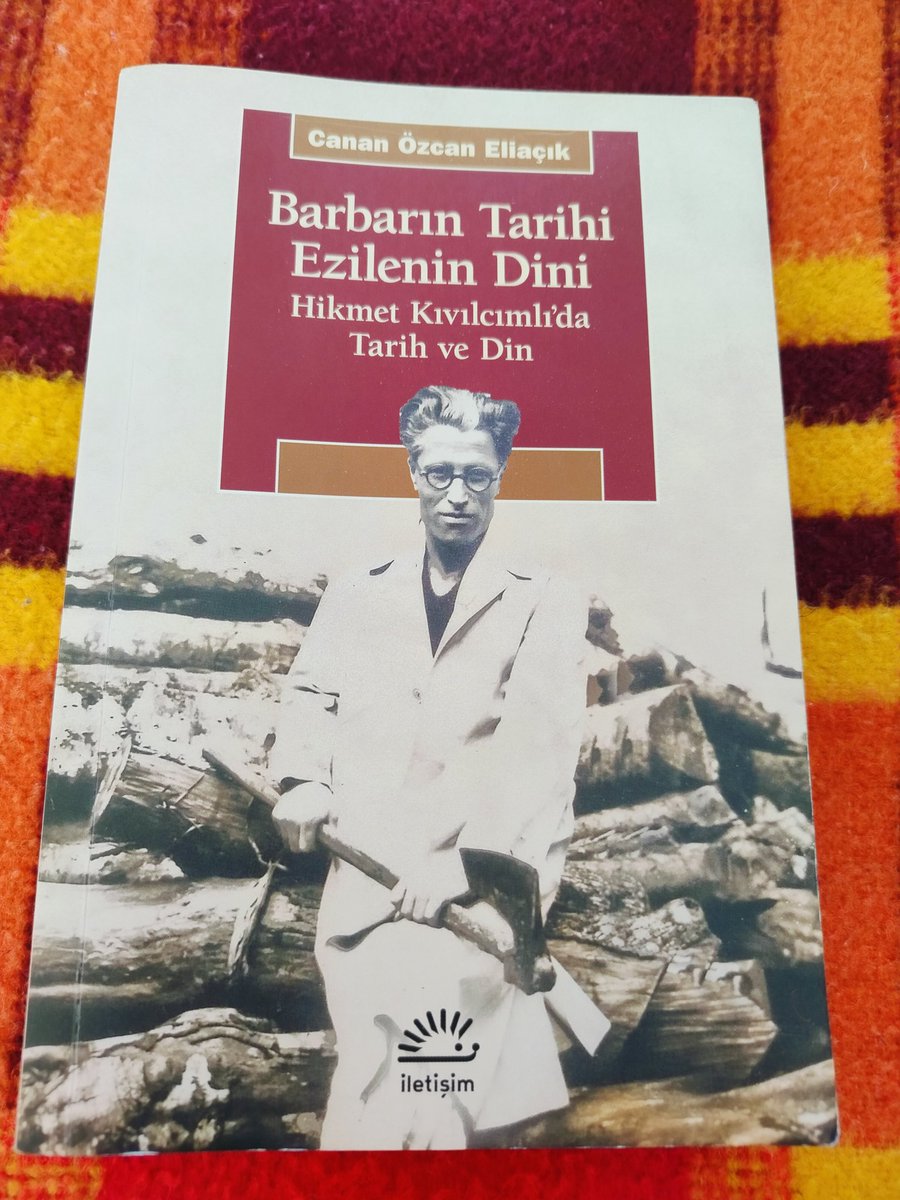 Canan Özcan Eliaçık
Barbarın Tarihi
Ezilenin Dini
Hikmet Kıvılcımlı'da
Tarih ve Din
iletişim